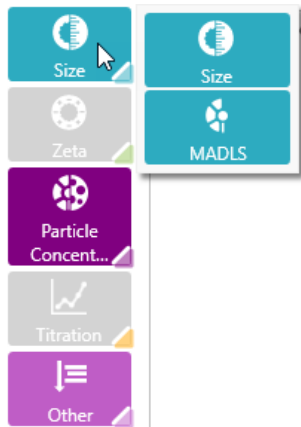 Size
Zeta
Particle
Concent...
Titration
Other
Size
MADLS